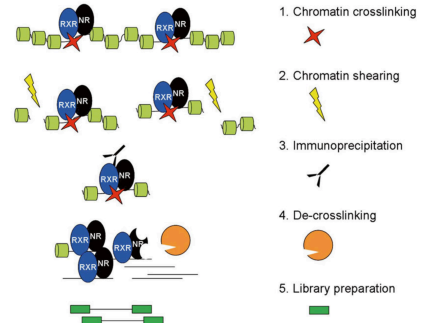 RXR NR RXR NR
1. Chromatin crosslinking
RXR NR RXR NR
2. Chromatin shearing
RXR NR
3. Immunoprecipitation
RXR NR RXR NR
RXR NR
4. De-crosslinking
5. Library preparation